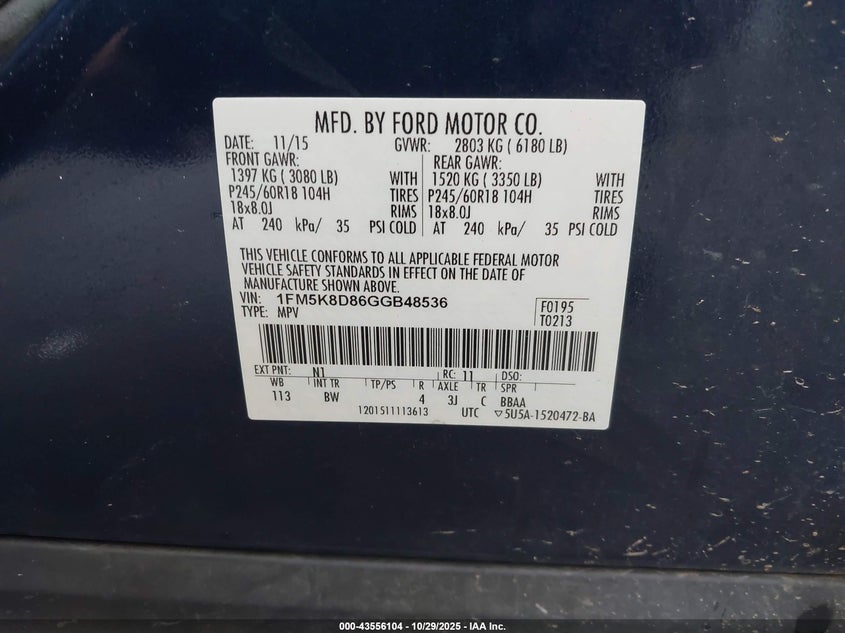 MFD. BY FORD MOTOR CO.
DATE: 11/15 GVWR: 2803 KG ( 6180 LB)
FRONT GAWR: REAR GAWR:
1397 KG ( 3080 LB) WITH 1520 KG ( 3350 LB) WITH
P245/60R18 104H TIRES P245/60R18 104H TIRES
18x8.0J RIMS 18x8.0J RIMS
AT 240 kPa/ 35 PSI COLD AT 240 kPa/ 35 PSI COLD
THIS VEHICLE CONFORMS TO ALL APPLICABLE FEDERAL MOTOR
VEHICLE SAFETY STANDARDS IN EFFECT ON THE DATE OF
MANUFACTURE SHOWN ABOVE.
VIN: 1FM5K8D86GGB48536 F0195
TYPE: MPV T0213
EXT PNT: N1 RC: 11 DSO:
WB INT TR TP/PS R AXLE TR SPR
113 BW 4 3J C BBAA
1201511113613 UTC ▽5U5A-1520472-BA
000-43556104 | 10/29/2025 - IAA Inc.